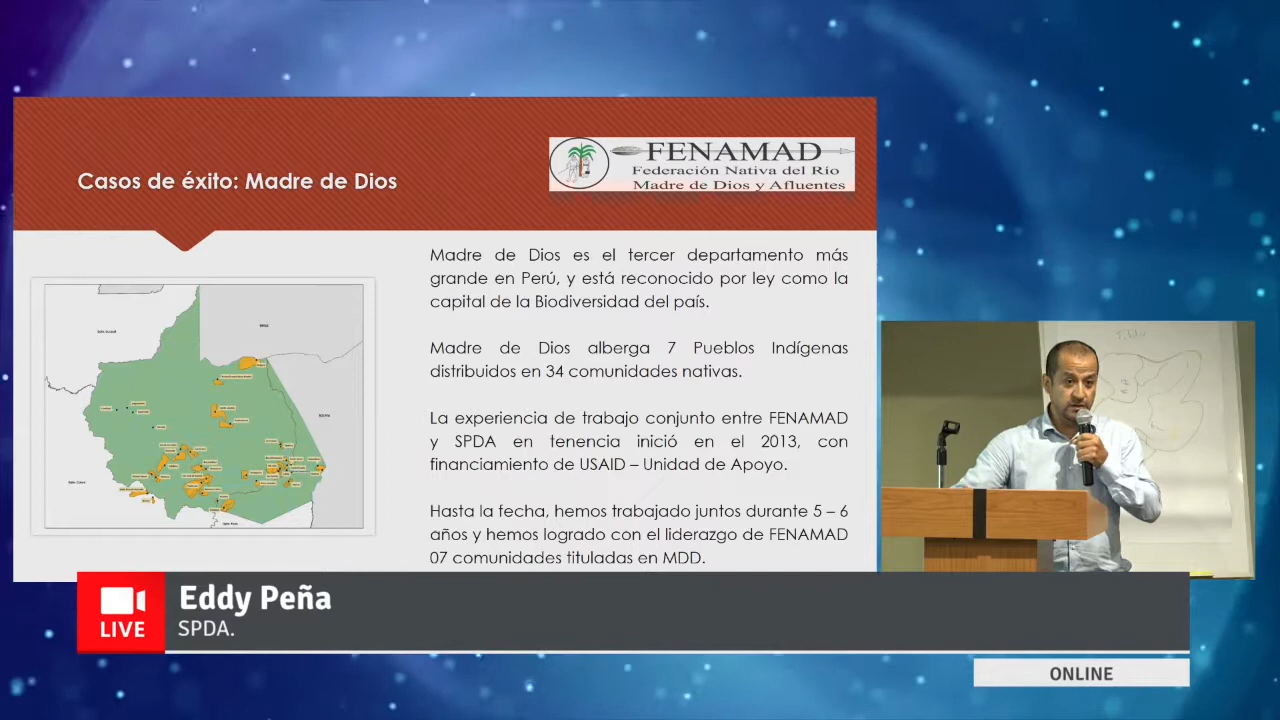 Casos de éxito: Madre de Dios
FENAMAD
Federación Nativa del Río
Madre de Dios y Afluentes
Madre de Dios es el tercer departamento más
grande en Perú, y está reconocido por ley como la
capital de la Biodiversidad del país.
Madre de Dios alberga 7 Pueblos Indígenas
distribuidos en 34 comunidades nativas.
La experiencia de trabajo conjunto entre FENAMAD
y SPDA en tenencia inició en el 2013, con
financiamiento de USAID – Unidad de Apoyo.
Hasta la fecha, hemos trabajado juntos durante 5 – 6
años y hemos logrado con el liderazgo de FENAMAD
07 comunidades tituladas en MDD.
LIVE
Eddy Peña
SPDA.
ONLINE